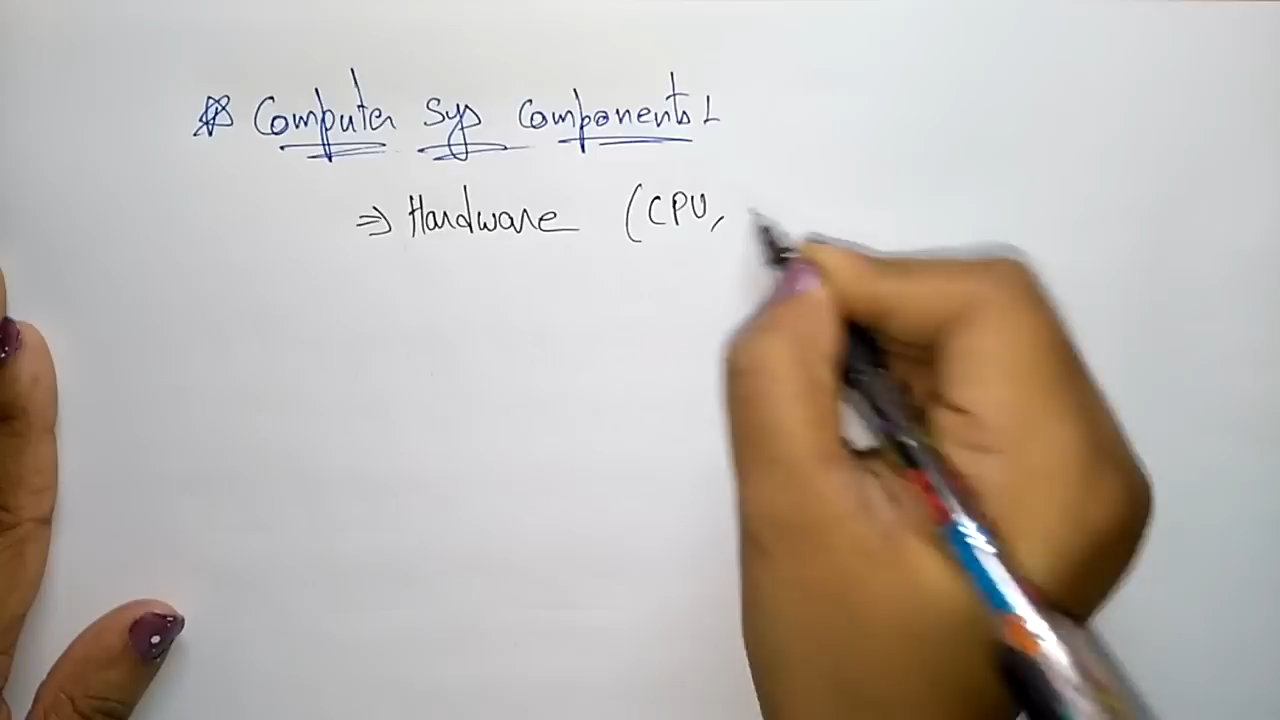 ☆ Computer Sys Components L
⇒ Hardware (CPU,